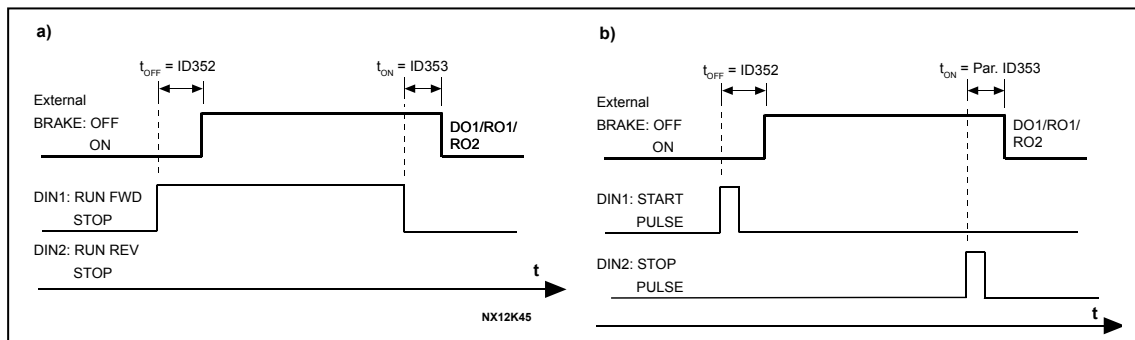 a)
tOFF = ID352
tON = ID353
External
BRAKE: OFF
ON
DO1/RO1/
RO2
DIN1: RUN FWD
STOP
DIN2: RUN REV
STOP
t
NX12K45
b)
tOFF = ID352
tON = Par. ID353
External
BRAKE: OFF
ON
DO1/RO1/
RO2
DIN1: START
PULSE
DIN2: STOP
PULSE
t